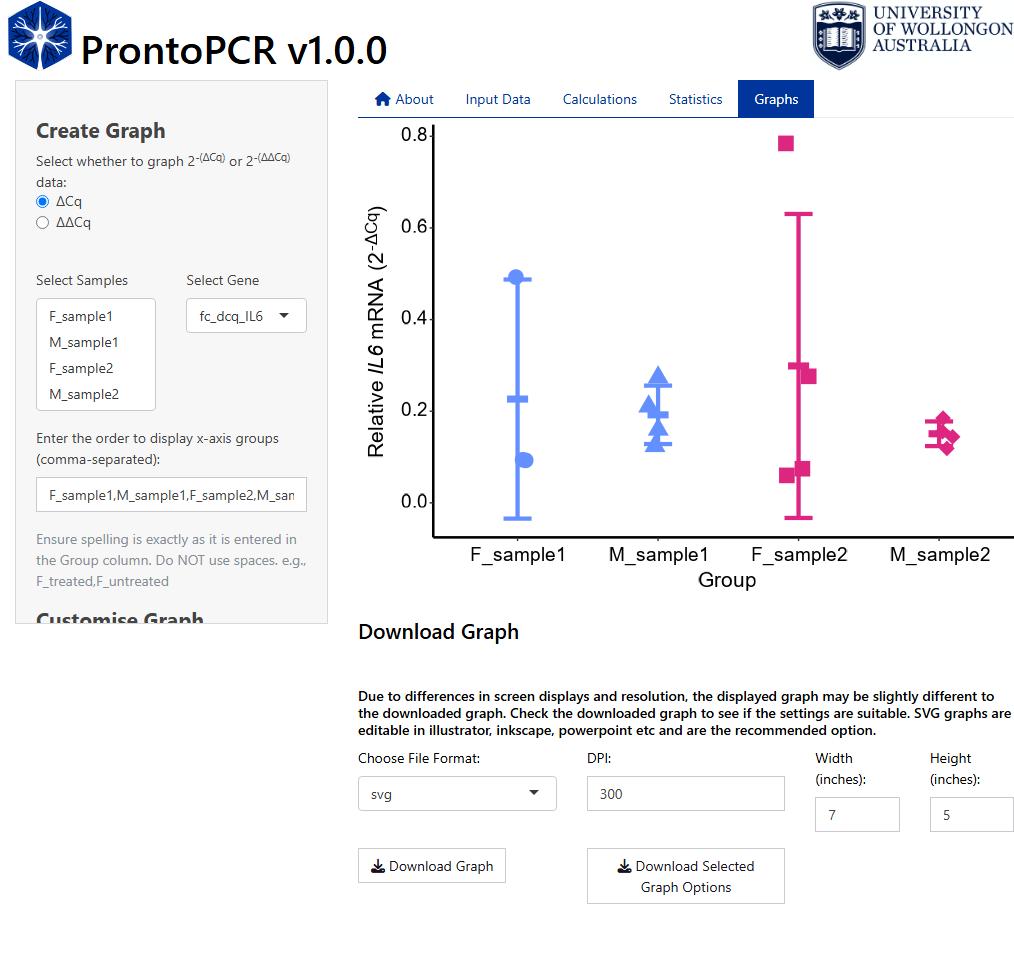 ProntoPCR v1.0.0
UNIVERSITY
OF WOLLONGONG
AUSTRALIA
About
Input Data
Calculations
Statistics
Graphs
Create Graph
Select whether to graph 2-(ΔCq) or 2-(ΔΔCq)
data:
ΔCq
ΔΔCq
Select Samples
Select Gene
F_sample1
M_sample1
F_sample2
M_sample2
fc_dcq_IL6
Enter the order to display x-axis groups
(comma-separated):
F_sample1,M_sample1,F_sample2,M_san
Ensure spelling is exactly as it is entered in
the Group column. Do NOT use spaces. e.g.,
F_treated,F_untreated
Customise Graph
Relative IL6 mRNA (2-ΔCq)
0.8
0.6
0.4
0.2
0.0
F_sample1
M_sample1
F_sample2
M_sample2
Group
Download Graph
Due to differences in screen displays and resolution, the displayed graph may be slightly different to
the downloaded graph. Check the downloaded graph to see if the settings are suitable. SVG graphs are
editable in illustrator, inkscape, powerpoint etc and are the recommended option.
Choose File Format:
svg
DPI:
300
Width
(inches):
7
Height
(inches):
5
Download Graph
Download Selected
Graph Options